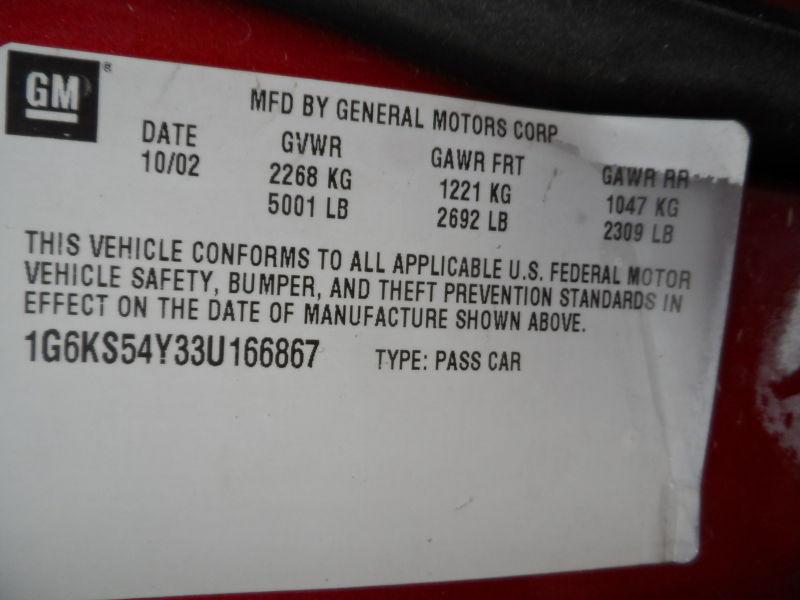 GM®
MFD BY GENERAL MOTORS CORP
DATE GVWR GAWR FRT GAWR RR
10/02 2268 KG 1221 KG 1047 KG
5001 LB 2692 LB 2309 LB
THIS VEHICLE CONFORMS TO ALL APPLICABLE U.S. FEDERAL MOTOR
VEHICLE SAFETY, BUMPER, AND THEFT PREVENTION STANDARDS IN
EFFECT ON THE DATE OF MANUFACTURE SHOWN ABOVE.
1G6KS54Y33U166867 TYPE: PASS CAR